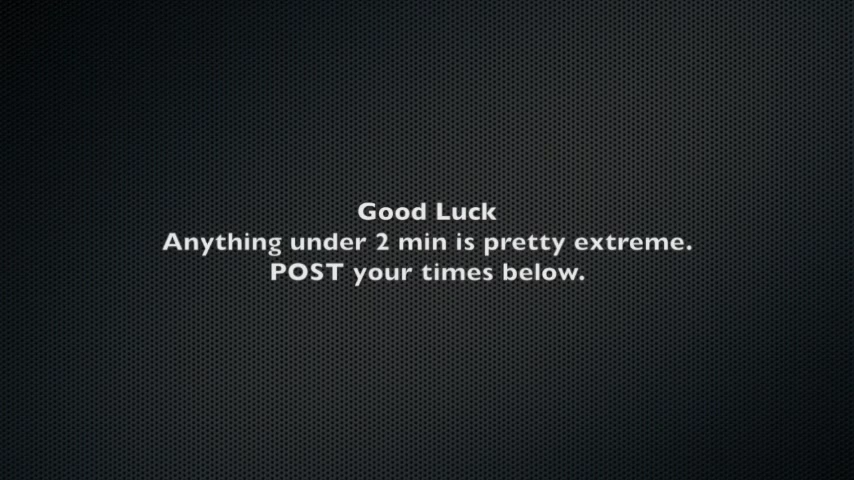 Good Luck
Anything under 2 min is pretty extreme.
POST your times below.